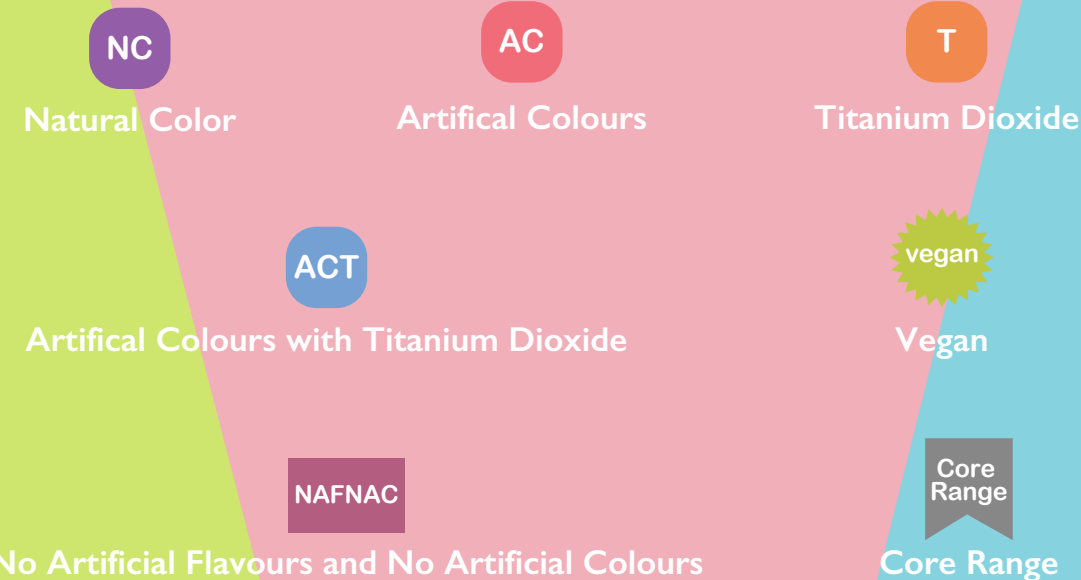 NC
Natural Color
AC
Artifical Colours
T
Titanium Dioxide
ACT
Artifical Colours with Titanium Dioxide
vegan
Vegan
NAFNAC
No Artificial Flavours and No Artificial Colours
Core
Range
Core Range